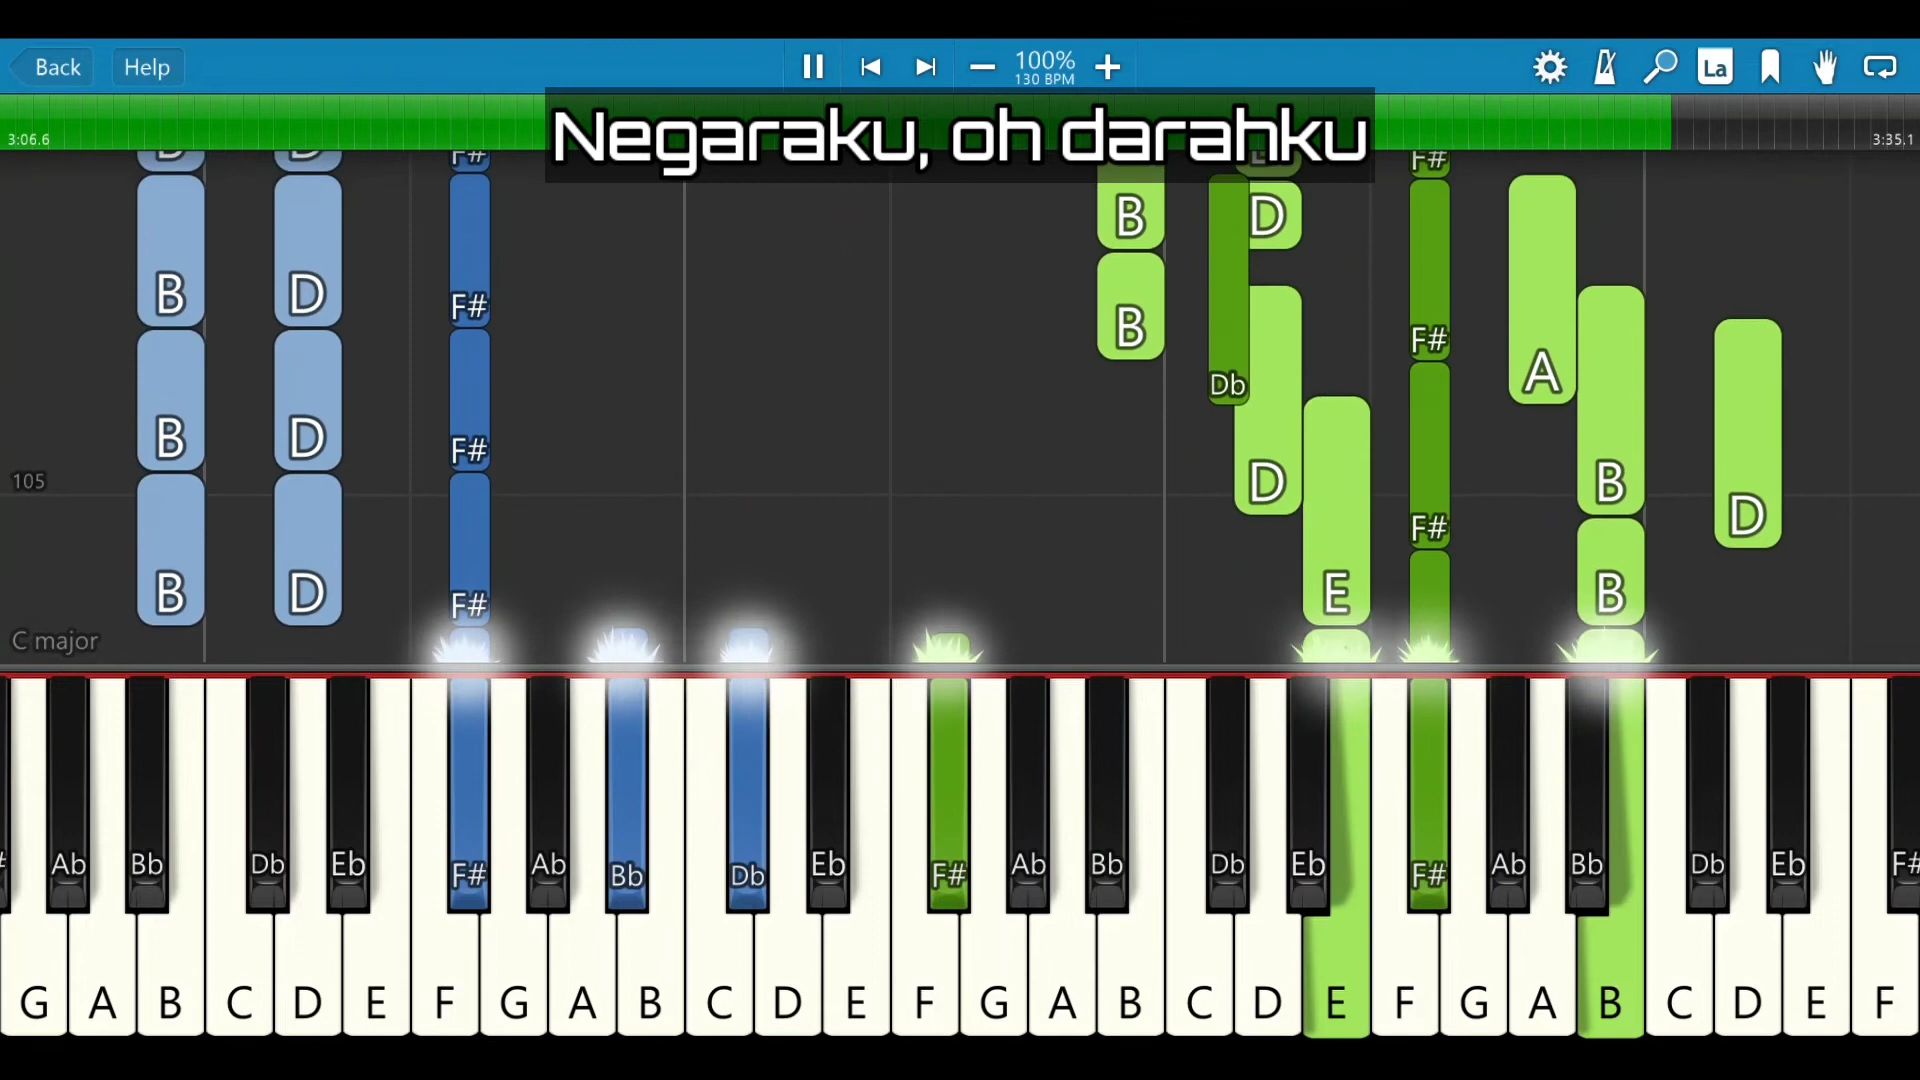 Back Help 100% La
130 BPM
Negaraku, oh darahku
3:06.6 3:35,1
D D F# D F#
B D
B D F# B F#
Db A
B D F# D B
105 D F# D
B D F# E B
C major
Ab Bb Db Eb F# Ab Bb Db Eb F# Ab Bb Db Eb F# Ab Bb Db Eb F#
G A B C D E F G A B C D E F G A B C D E F G A B C D E F